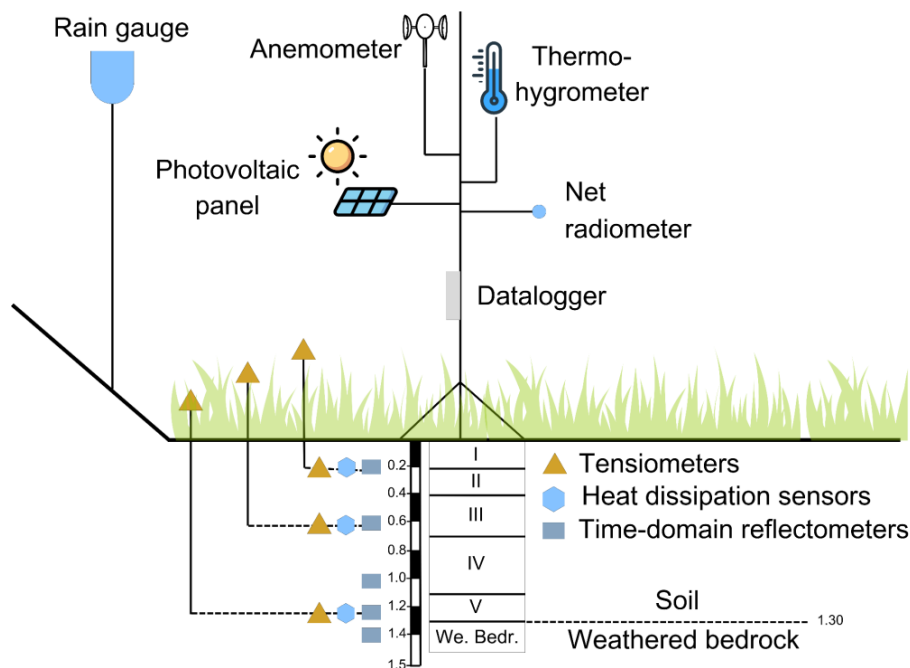 Rain gauge
Anemometer
Thermo-
hygrometer
Photovoltaic
panel
Net
radiometer
Datalogger
I
II
III
IV
V
We. Bedr.
0.2
0.4
0.6
0.8
1.0
1.2
1.4
1.5
Tensiometers
Heat dissipation sensors
Time-domain reflectometers
Soil
1.30
Weathered bedrock